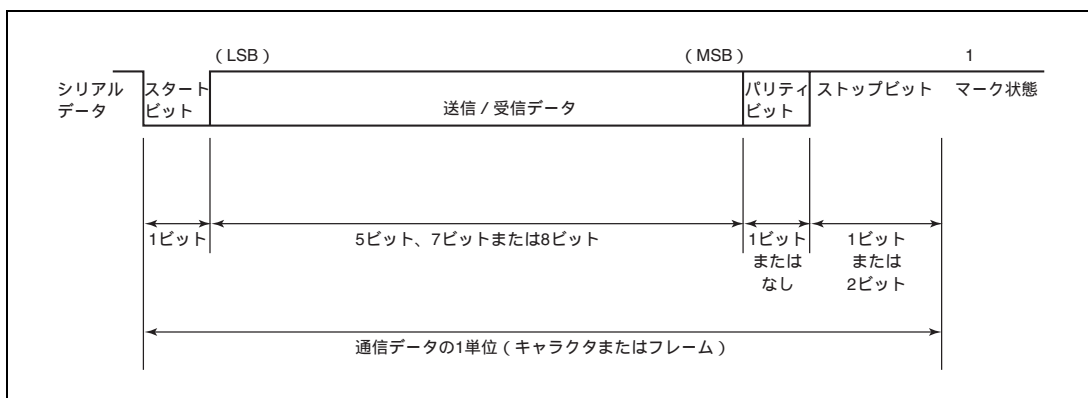 (LSB) (MSB) 1
シリアル
データ
スタート
ビット
送信 / 受信データ
パリティ
ビット
ストップビット
マーク状態
1ビット
5ビット、7ビットまたは8ビット
1ビット
または
なし
1ビット
または
2ビット
通信データの1単位 ( キャラクタまたはフレーム )